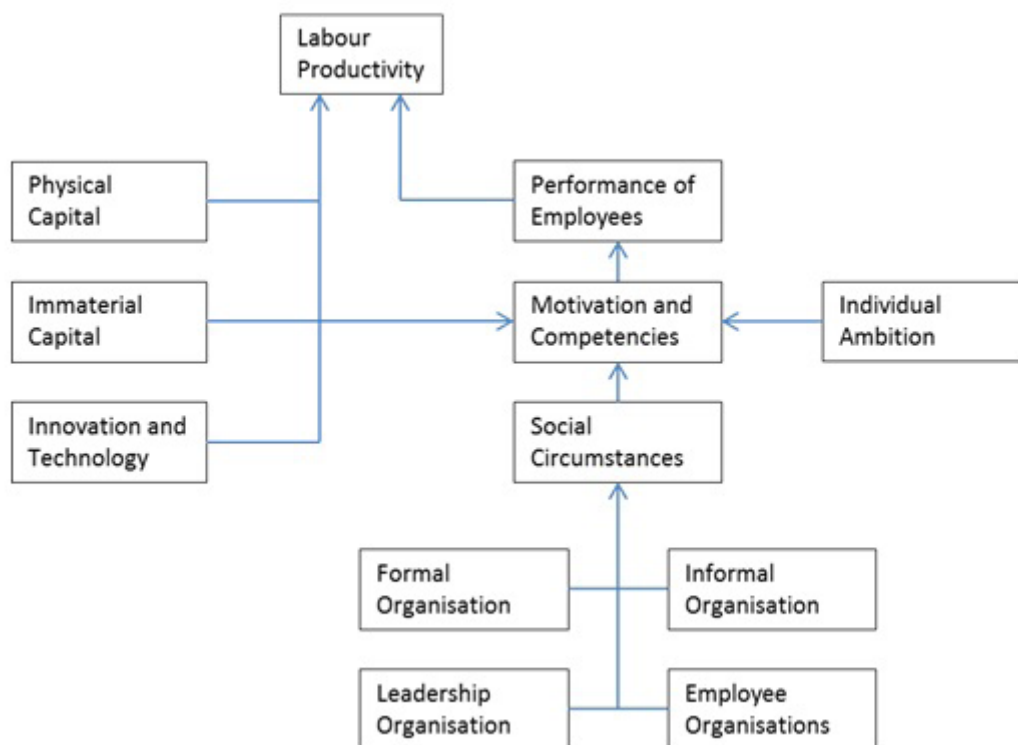 Labour
Productivity
Physical
Capital
Performance of
Employees
Immaterial
Capital
Motivation and
Competencies
Individual
Ambition
Innovation and
Technology
Social
Circumstances
Formal
Organisation
Informal
Organisation
Leadership
Organisation
Employee
Organisations